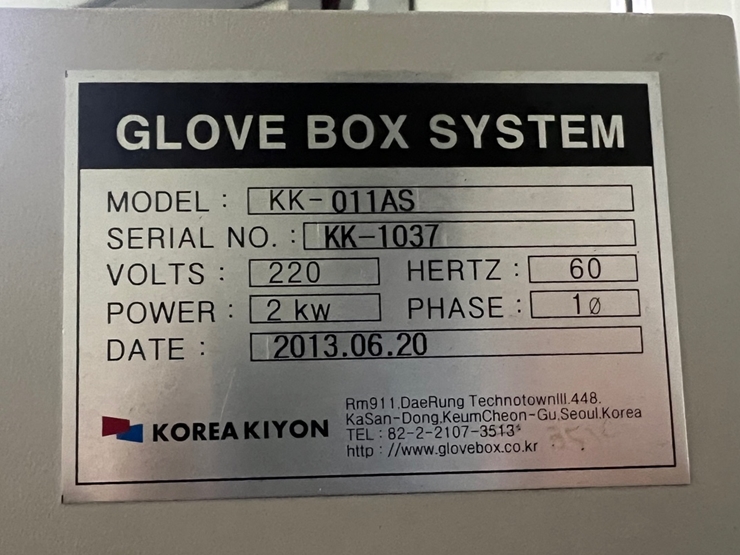 GLOVE BOX SYSTEM
MODEL : KK-011AS
SERIAL NO. : KK-1037
VOLTS : 220 HERTZ : 60
POWER : 2 kw PHASE : 1ø
DATE : 2013.06.20
KOREA KIYON
Rm911.DaeRung TechnotownⅢ.448.
KaSan-Dong.KeumCheon-Gu.Seoul.Korea
TEL : 82-2-2107-3513
http : //www.glovebox.co.kr